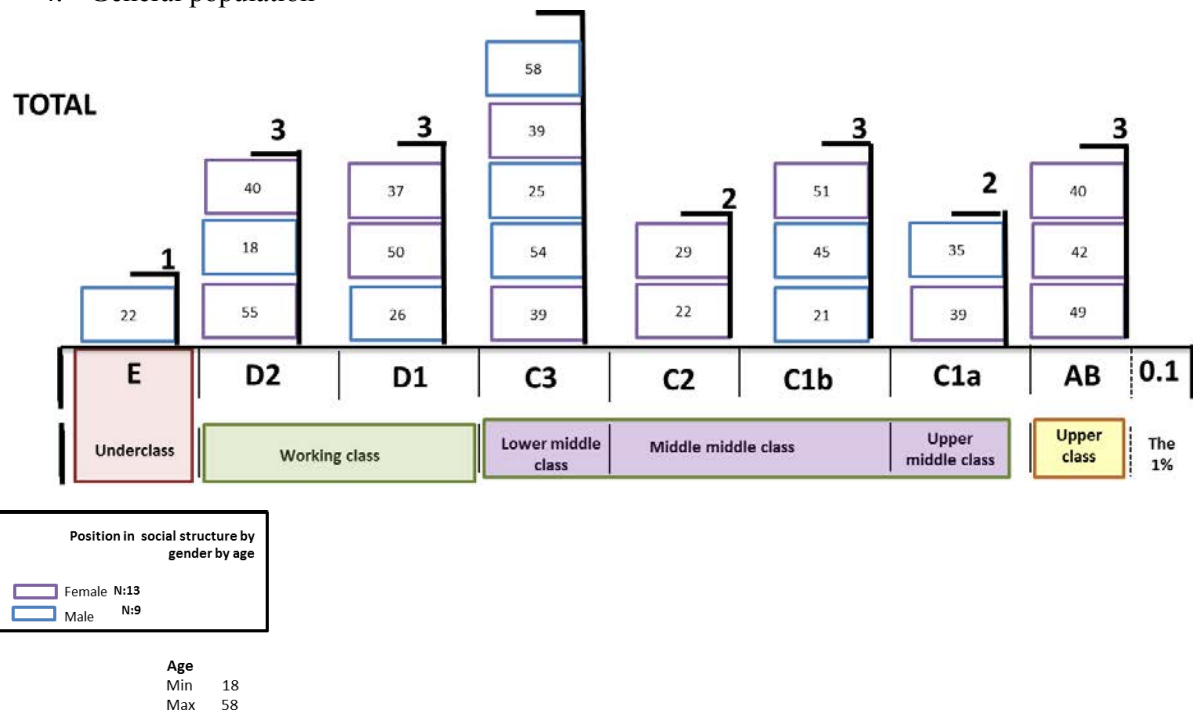 4. General population
TOTAL
58
39
3 3 3 3
40 37 25 51 2 40
2
18 50 54 29 45 35 42
1
22 55 26 39 22 21 39 49
E D2 D1 C3 C2 C1b C1a AB 0.1
Underclass Working class Lower middle class Middle middle class Upper middle class Upper class The 1%
Position in social structure by
gender by age
Female N:13
Male N:9
Age
Min 18
Max 58